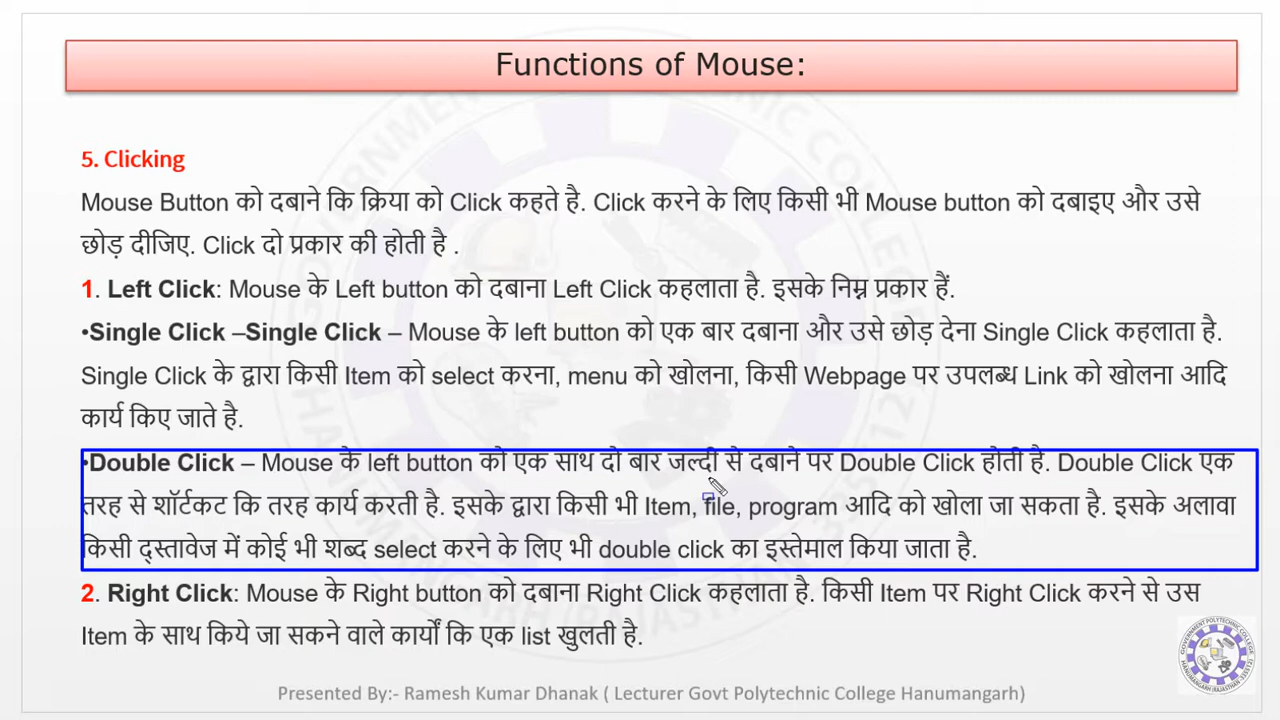 Functions of Mouse:
5. Clicking
Mouse Button को दबाने कि क्रिया को Click कहते है. Click करने के लिए किसी भी Mouse button को दबाइए और उसे
छोड़ दीजिए. Click दो प्रकार की होती है .
1. Left Click: Mouse के Left button को दबाना Left Click कहलाता है. इसके निम्न प्रकार हैं.
•Single Click –Single Click – Mouse के left button को एक बार दबाना और उसे छोड़ देना Single Click कहलाता है.
Single Click के द्वारा किसी Item को select करना, menu को खोलना, किसी Webpage पर उपलब्ध Link को खोलना आदि
कार्य किए जाते है.
•Double Click – Mouse के left button को एक साथ दो बार जल्दी से दबाने पर Double Click होती है. Double Click एक
तरह से शॉर्टकट कि तरह कार्य करती है. इसके द्वारा किसी भी Item, file, program आदि को खोला जा सकता है. इसके अलावा
किसी द्स्तावेज में कोई भी शब्द select करने के लिए भी double click का इस्तेमाल किया जाता है.
2. Right Click: Mouse के Right button को दबाना Right Click कहलाता है. किसी Item पर Right Click करने से उस
Item के साथ किये जा सकने वाले कार्यों कि एक list खुलती है.
Presented By:- Ramesh Kumar Dhanak ( Lecturer Govt Polytechnic College Hanumangarh)